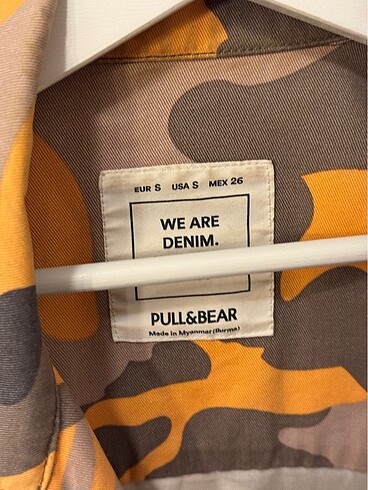 EUR S USA S MEX 26
WE ARE
DENIM.
PULL&BEAR
Made in Myanmar(Burma)